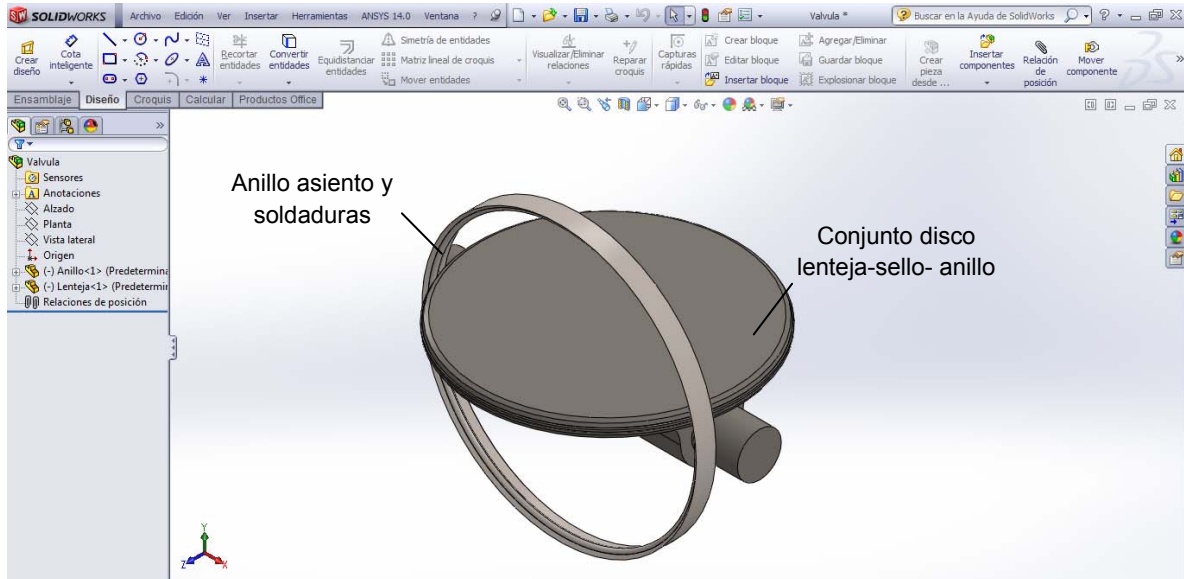 SOLIDWORKS Archivo Edición Ver Insertar Herramientas ANSYS 14.0 Ventana ? Valvula * Buscar en la Ayuda de SolidWorks
Crear diseño
Cota inteligente
Recortar entidades
Convertir entidades
Equidistanciar entidades
Simetría de entidades
Matriz lineal de croquis
Mover entidades
Visualizar/Eliminar relaciones
Reparar croquis
Capturas rápidas
Crear bloque
Editar bloque
Insertar bloque
Agregar/Eliminar
Guardar bloque
Explosionar bloque
Crear pieza desde ...
Insertar componentes
Relación de posición
Mover componente
Ensamblaje Diseño Croquis Calcular Productos Office
Valvula
Sensores
Anotaciones
Alzado
Planta
Vista lateral
Origen
(-) Anillo<1> (Predetermina
(-) Lenteja<1> (Predetermin
Relaciones de posición
Anillo asiento y
soldaduras
Conjunto disco
lenteja-sello- anillo
Y
Z
X